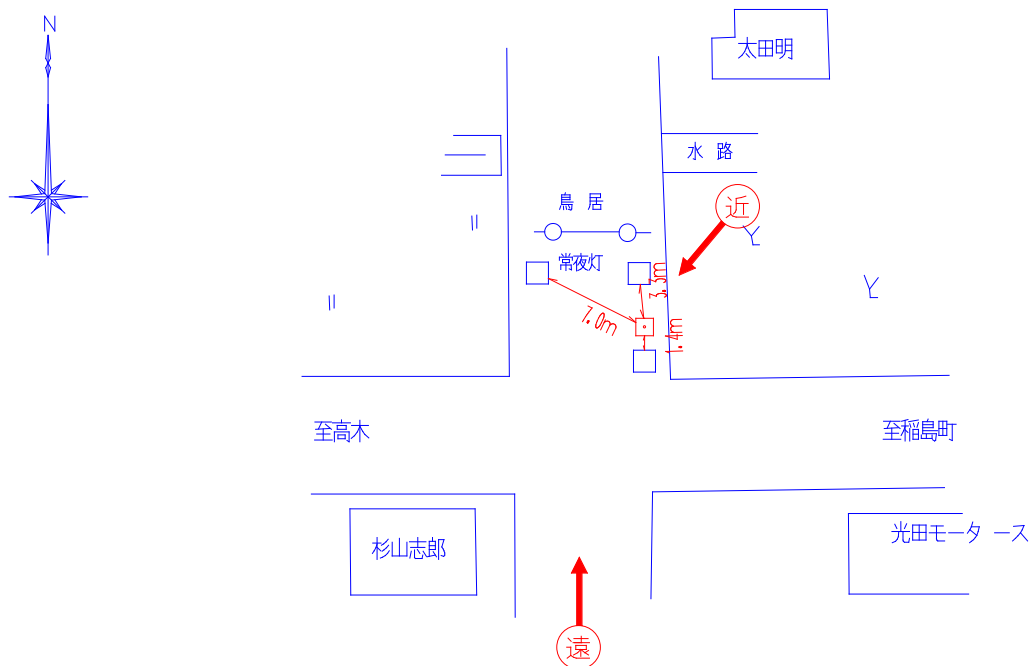 N
太田明
水 路
鳥 居
近
常夜灯
3.3m
7.0m
1.4m
至高木
至稲島町
杉山志郎
光田モータ ース
遠